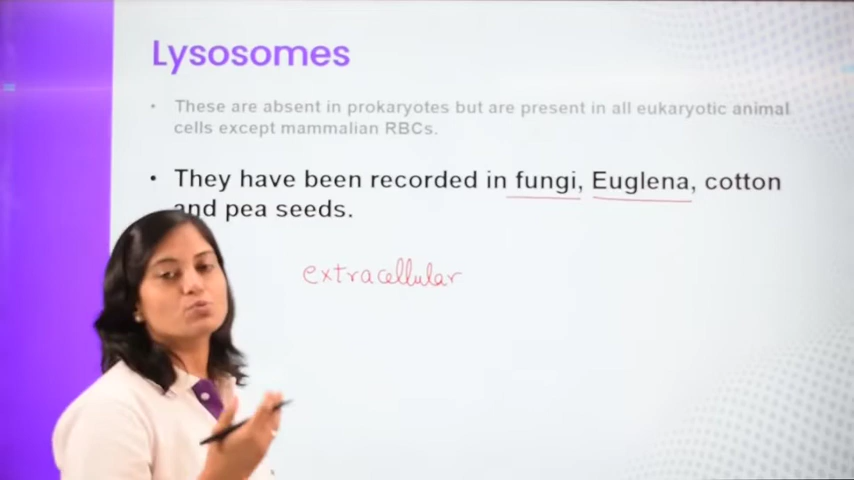 Lysosomes
• These are absent in prokaryotes but are present in all eukaryotic animal
cells except mammalian RBCs.
• They have been recorded in fungi, Euglena, cotton
and pea seeds.
extracellular